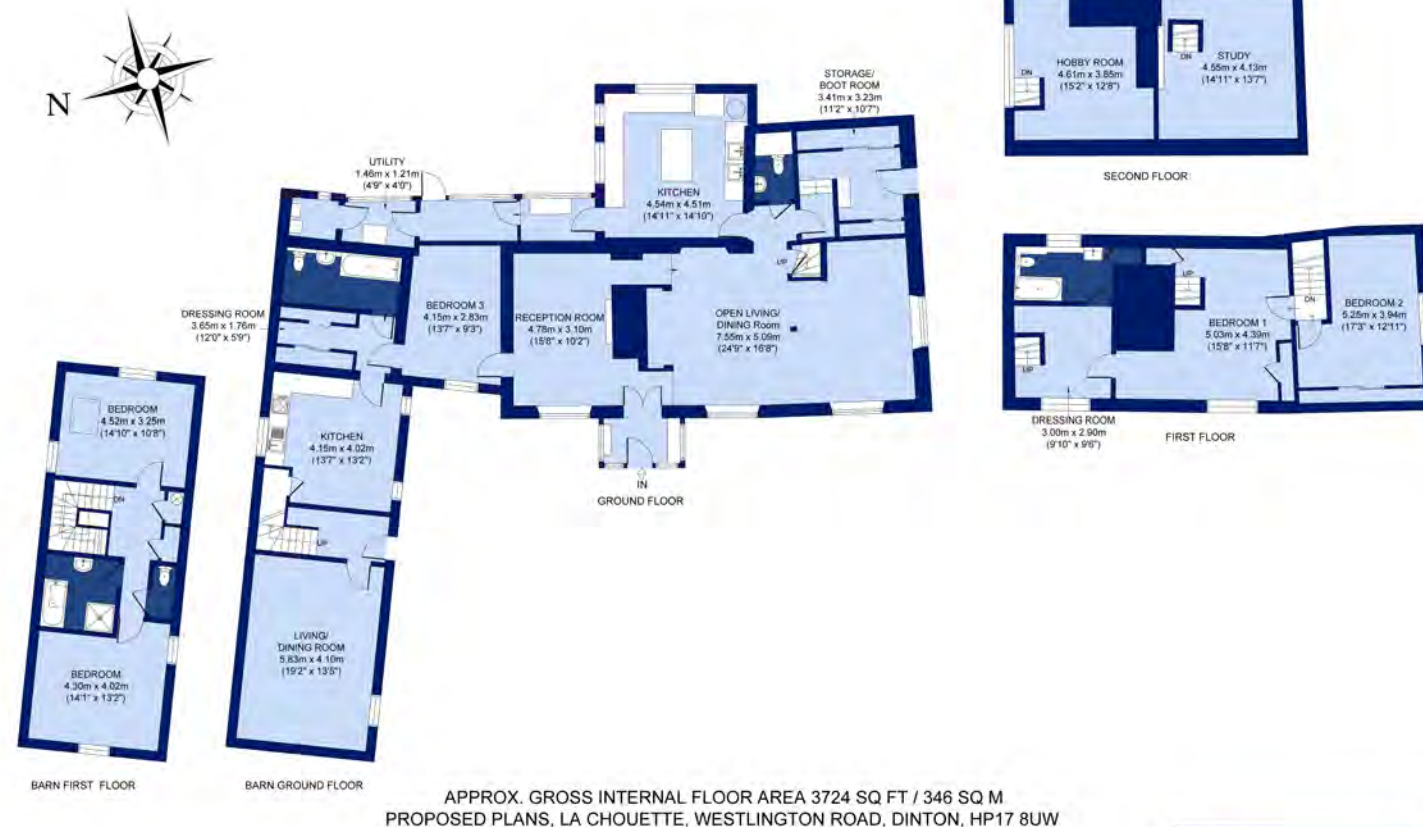 N
UTILITY
1.46m x 1.21m
(4'9" x 4'0")
STORAGE/
BOOT ROOM
3.41m x 3.23m
(11'2" x 10'7")
KITCHEN
4.54m x 4.51m
(14'11" x 14'10")
DRESSING ROOM
3.65m x 1.76m
(12'0" x 5'9")
BEDROOM 3
4.15m x 2.83m
(13'7" x 9'3")
RECEPTION ROOM
4.78m x 3.10m
(15'8" x 10'2")
UP
OPEN LIVING/
DINING Room
7.55m x 5.09m
(24'9" x 16'8")
KITCHEN
4.15m x 4.02m
(13'7" x 13'2")
IN
GROUND FLOOR
UP
LIVING/
DINING ROOM
5.83m x 4.10m
(19'2" x 13'5")
BARN GROUND FLOOR
BEDROOM
4.52m x 3.25m
(14'10" x 10'8")
DN
BEDROOM
4.30m x 4.02m
(14'1" x 13'2")
BARN FIRST FLOOR
DN
HOBBY ROOM
4.61m x 3.85m
(15'2" x 12'8")
DN
STUDY
4.55m x 4.13m
(14'11" x 13'7")
SECOND FLOOR
UP
UP
DN
BEDROOM 1
5.03m x 4.39m
(15'8" x 11'7")
BEDROOM 2
5.25m x 3.94m
(17'3" x 12'11")
DRESSING ROOM
3.00m x 2.90m
(9'10" x 9'6")
FIRST FLOOR
APPROX. GROSS INTERNAL FLOOR AREA 3724 SQ FT / 346 SQ M
PROPOSED PLANS, LA CHOUETTE, WESTLINGTON ROAD, DINTON, HP17 8UW